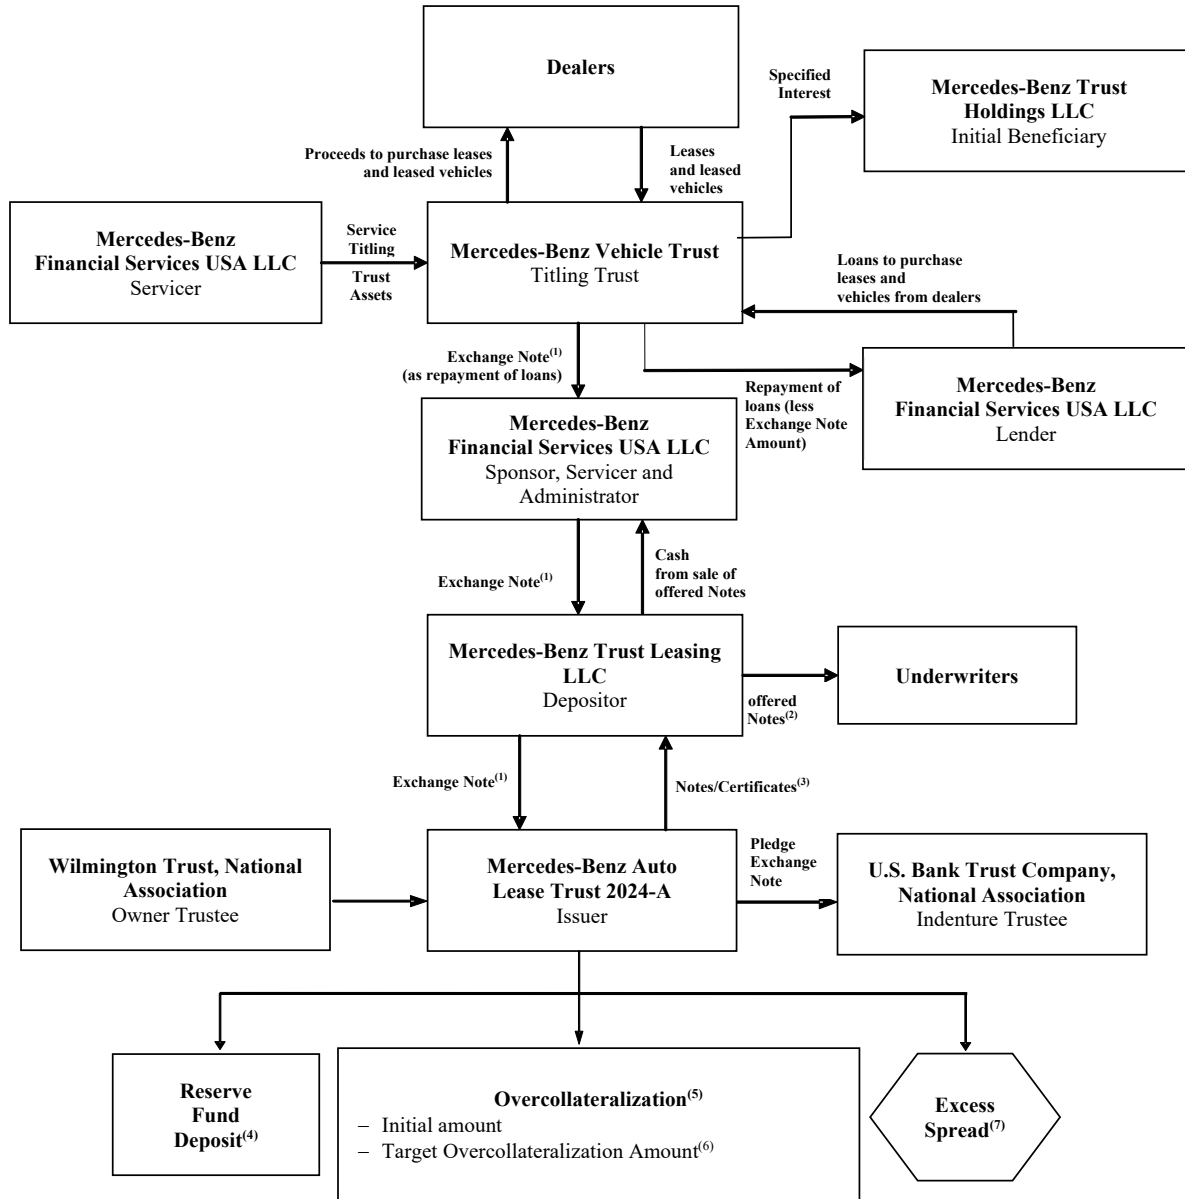 Dealers
Specified
Interest
Mercedes-Benz Trust
Holdings LLC
Initial Beneficiary
Proceeds to purchase leases
and leased vehicles
Leases
and leased
vehicles
Mercedes-Benz
Financial Services USA LLC
Servicer
Service
Titling
Trust
Assets
Mercedes-Benz Vehicle Trust
Titling Trust
Loans to purchase
leases and
vehicles from dealers
Exchange Note(1)
(as repayment of loans)
Repayment of
loans (less
Exchange Note
Amount)
Mercedes-Benz
Financial Services USA LLC
Lender
Mercedes-Benz
Financial Services USA LLC
Sponsor, Servicer and
Administrator
Exchange Note(1)
Cash
from sale of
offered Notes
Mercedes-Benz Trust Leasing
LLC
Depositor
offered
Notes(2)
Underwriters
Exchange Note(1)
Notes/Certificates(3)
Wilmington Trust, National
Association
Owner Trustee
Mercedes-Benz Auto
Lease Trust 2024-A
Issuer
Pledge
Exchange
Note
U.S. Bank Trust Company,
National Association
Indenture Trustee
Reserve
Fund
Deposit(4)
Overcollateralization(5)
– Initial amount
– Target Overcollateralization Amount(6)
Excess
Spread(7)